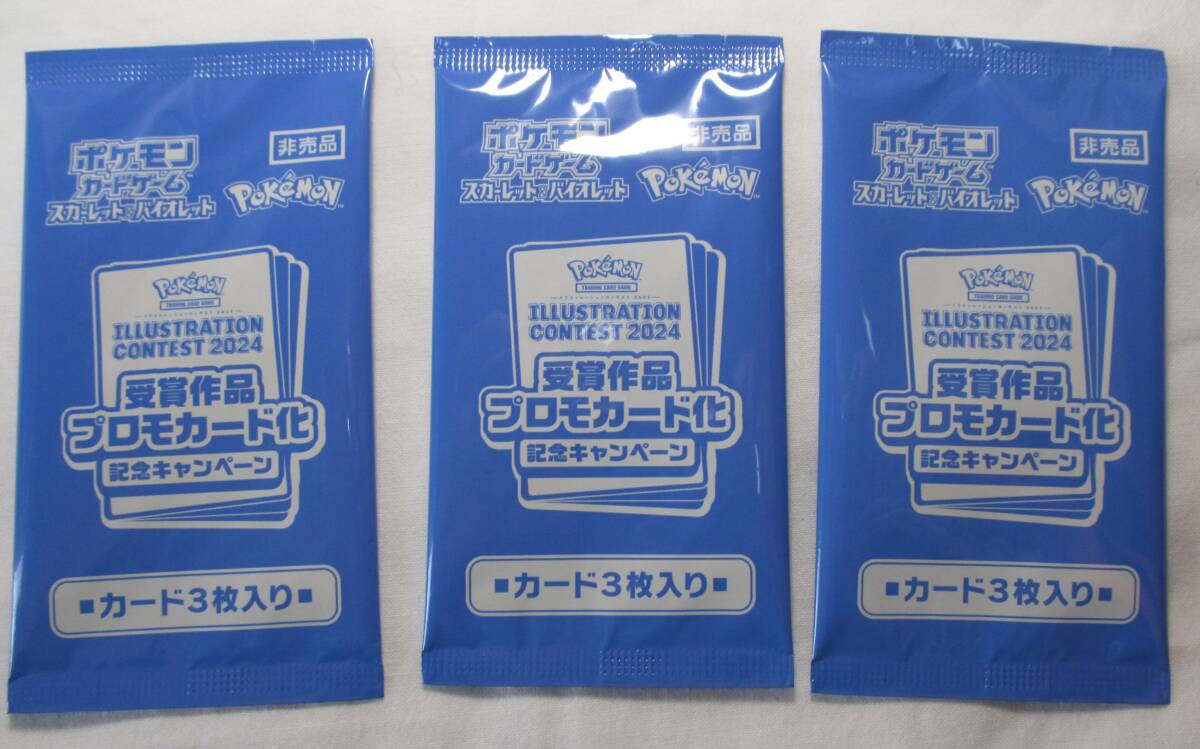 ポケモン
カードゲーム
スカーレット&バイオレット
非売品
POKéMON
POKéMON
TRADING CARD GAME
ILLUSTRATION
CONTEST 2024
受賞作品
プロモカード化
記念キャンペーン
■カード3枚入り■
ポケモン
カードゲーム
スカーレット&バイオレット
非売品
POKéMON
POKéMON
TRADING CARD GAME
ILLUSTRATION
CONTEST 2024
受賞作品
プロモカード化
記念キャンペーン
■カード3枚入り■
ポケモン
カードゲーム
スカーレット&バイオレット
非売品
POKéMON
POKéMON
TRADING CARD GAME
ILLUSTRATION
CONTEST 2024
受賞作品
プロモカード化
記念キャンペーン
■カード3枚入り■